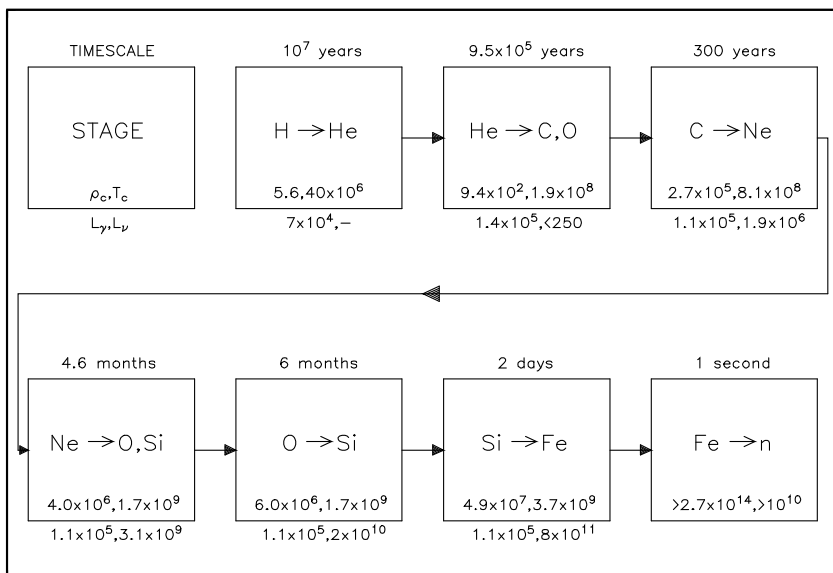 TIMESCALE
STAGE
ρc,Tc
Lγ,Lν
10⁷ years
H → He
5.6,40x10⁶
7x10⁴,-
9.5x10⁵ years
He → C,O
9.4x10²,1.9x10⁸
1.4x10⁵,<250
300 years
C → Ne
2.7x10⁵,8.1x10⁸
1.1x10⁵,1.9x10⁶
4.6 months
Ne → O,Si
4.0x10⁶,1.7x10⁹
1.1x10⁵,3.1x10⁹
6 months
O → Si
6.0x10⁶,1.7x10⁹
1.1x10⁵,2x10¹⁰
2 days
Si → Fe
4.9x10⁷,3.7x10⁹
1.1x10⁵,8x10¹¹
1 second
Fe → n
>2.7x10¹⁴,>10¹⁰